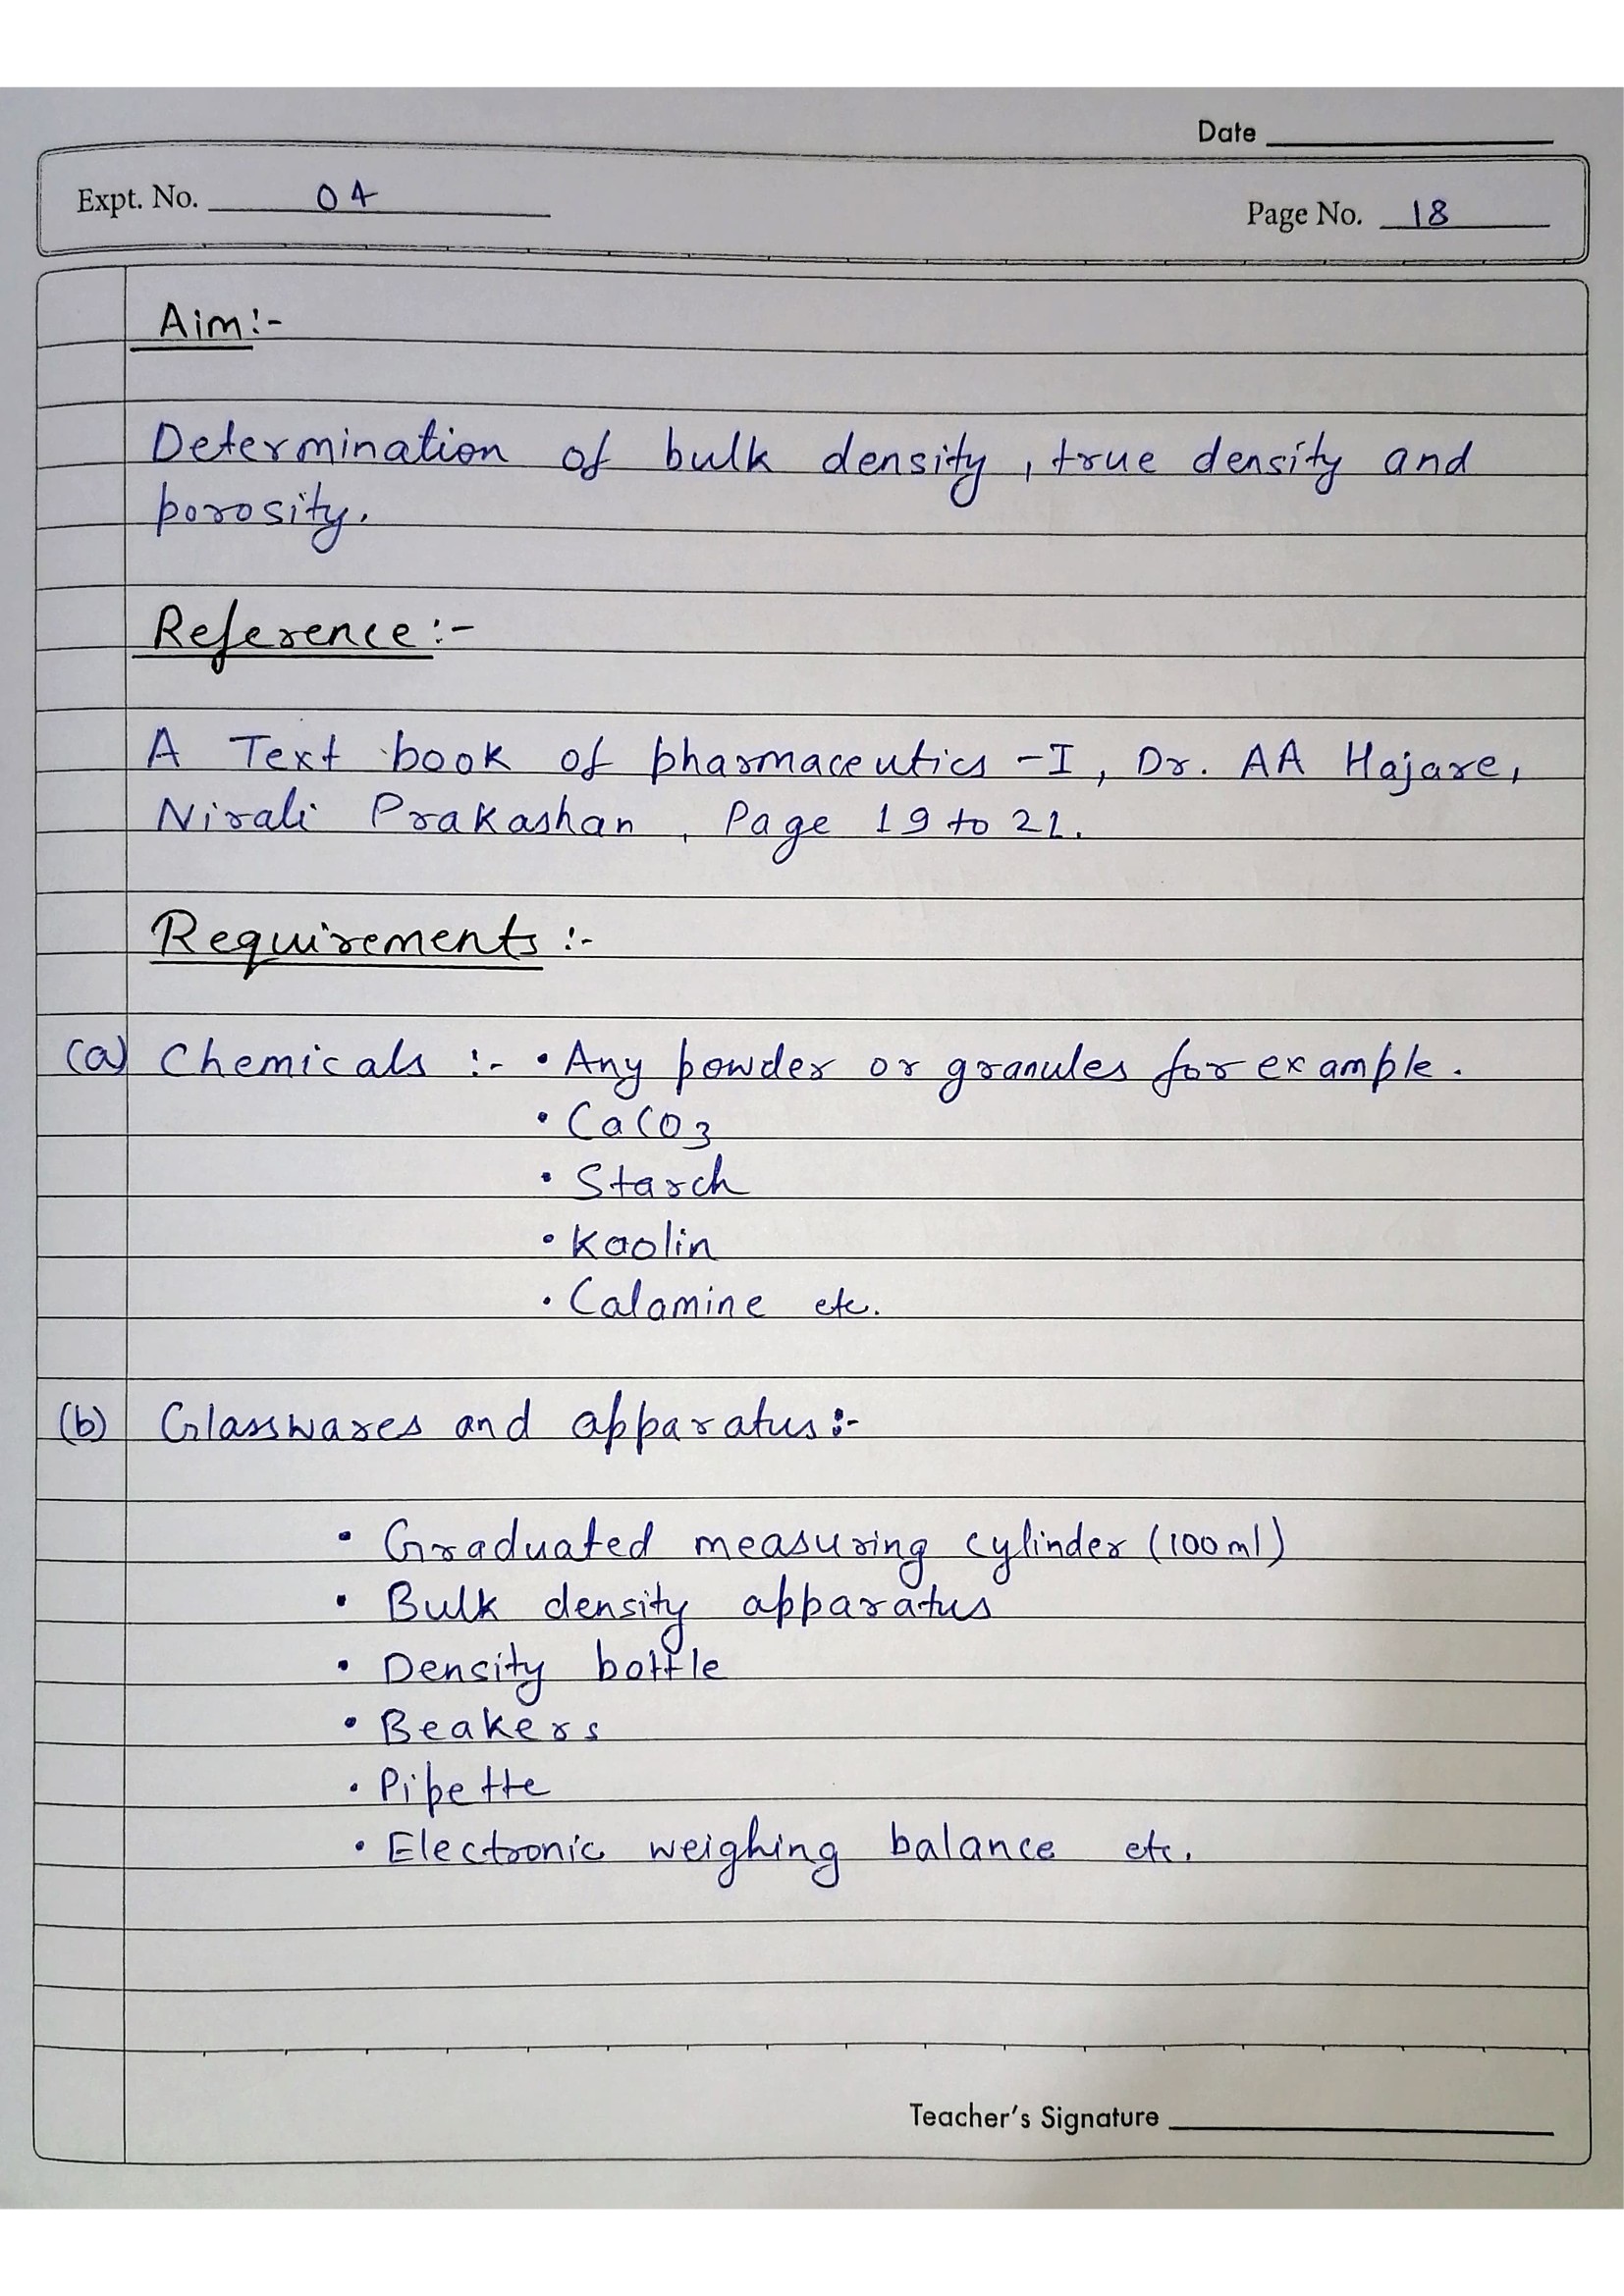 Date
Expt. No. 04
Page No. 18
Aim:-
Determination of bulk density, true density and
porosity.
Reference:-
A Text book of pharmaceutics -I, Dr. AA Hajare,
Nirali Prakashan, Page 19 to 21.
Requirements :-
(a) Chemicals :- • Any powder or granules for example.
• CaCO3
• Starch
• Kaolin
• Calamine etc.
(b) Glasswares and apparatus:-
• Graduated measuring cylinder (100ml)
• Bulk density apparatus
• Density bottle
• Beakers
• Pipette
• Electronic weighing balance etc.
Teacher's Signature